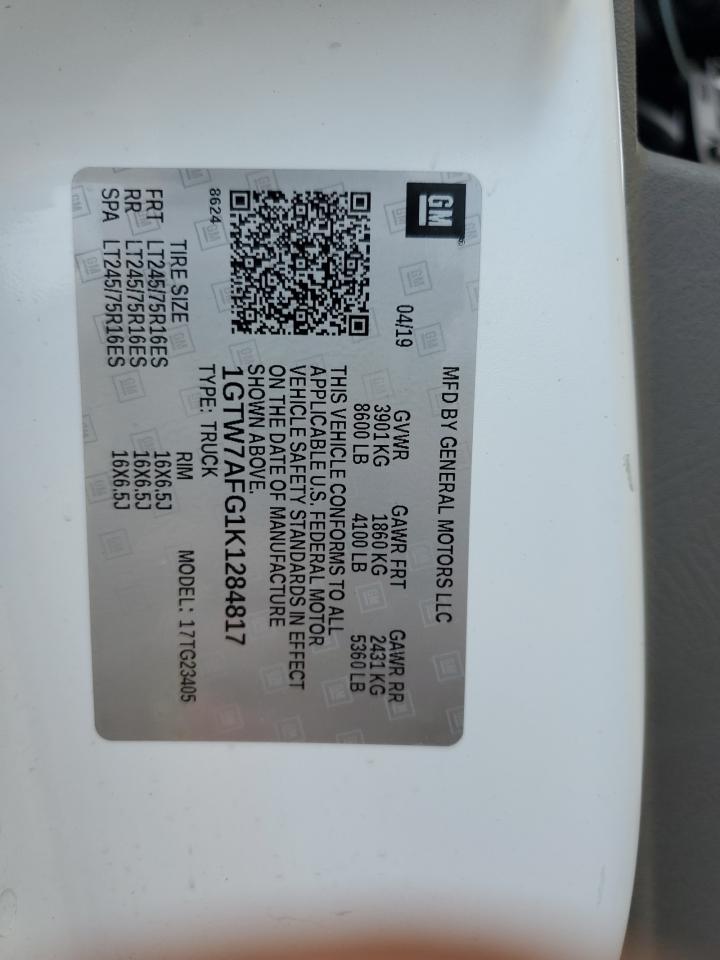 GM
MFD BY GENERAL MOTORS LLC
04/19
GVWR GAWR FRT GAWR RR
3901 KG 1860 KG 2431 KG
8600 LB 4100 LB 5360 LB
THIS VEHICLE CONFORMS TO ALL
APPLICABLE U.S. FEDERAL MOTOR
VEHICLE SAFETY STANDARDS IN EFFECT
ON THE DATE OF MANUFACTURE
SHOWN ABOVE.
1GTW7AFG1K1284817
8624
TYPE: TRUCK
MODEL: 17TG23405
TIRE SIZE RIM
FRT LT245/75R16ES 16X6.5J
RR LT245/75R16ES 16X6.5J
SPA LT245/75R16ES 16X6.5J